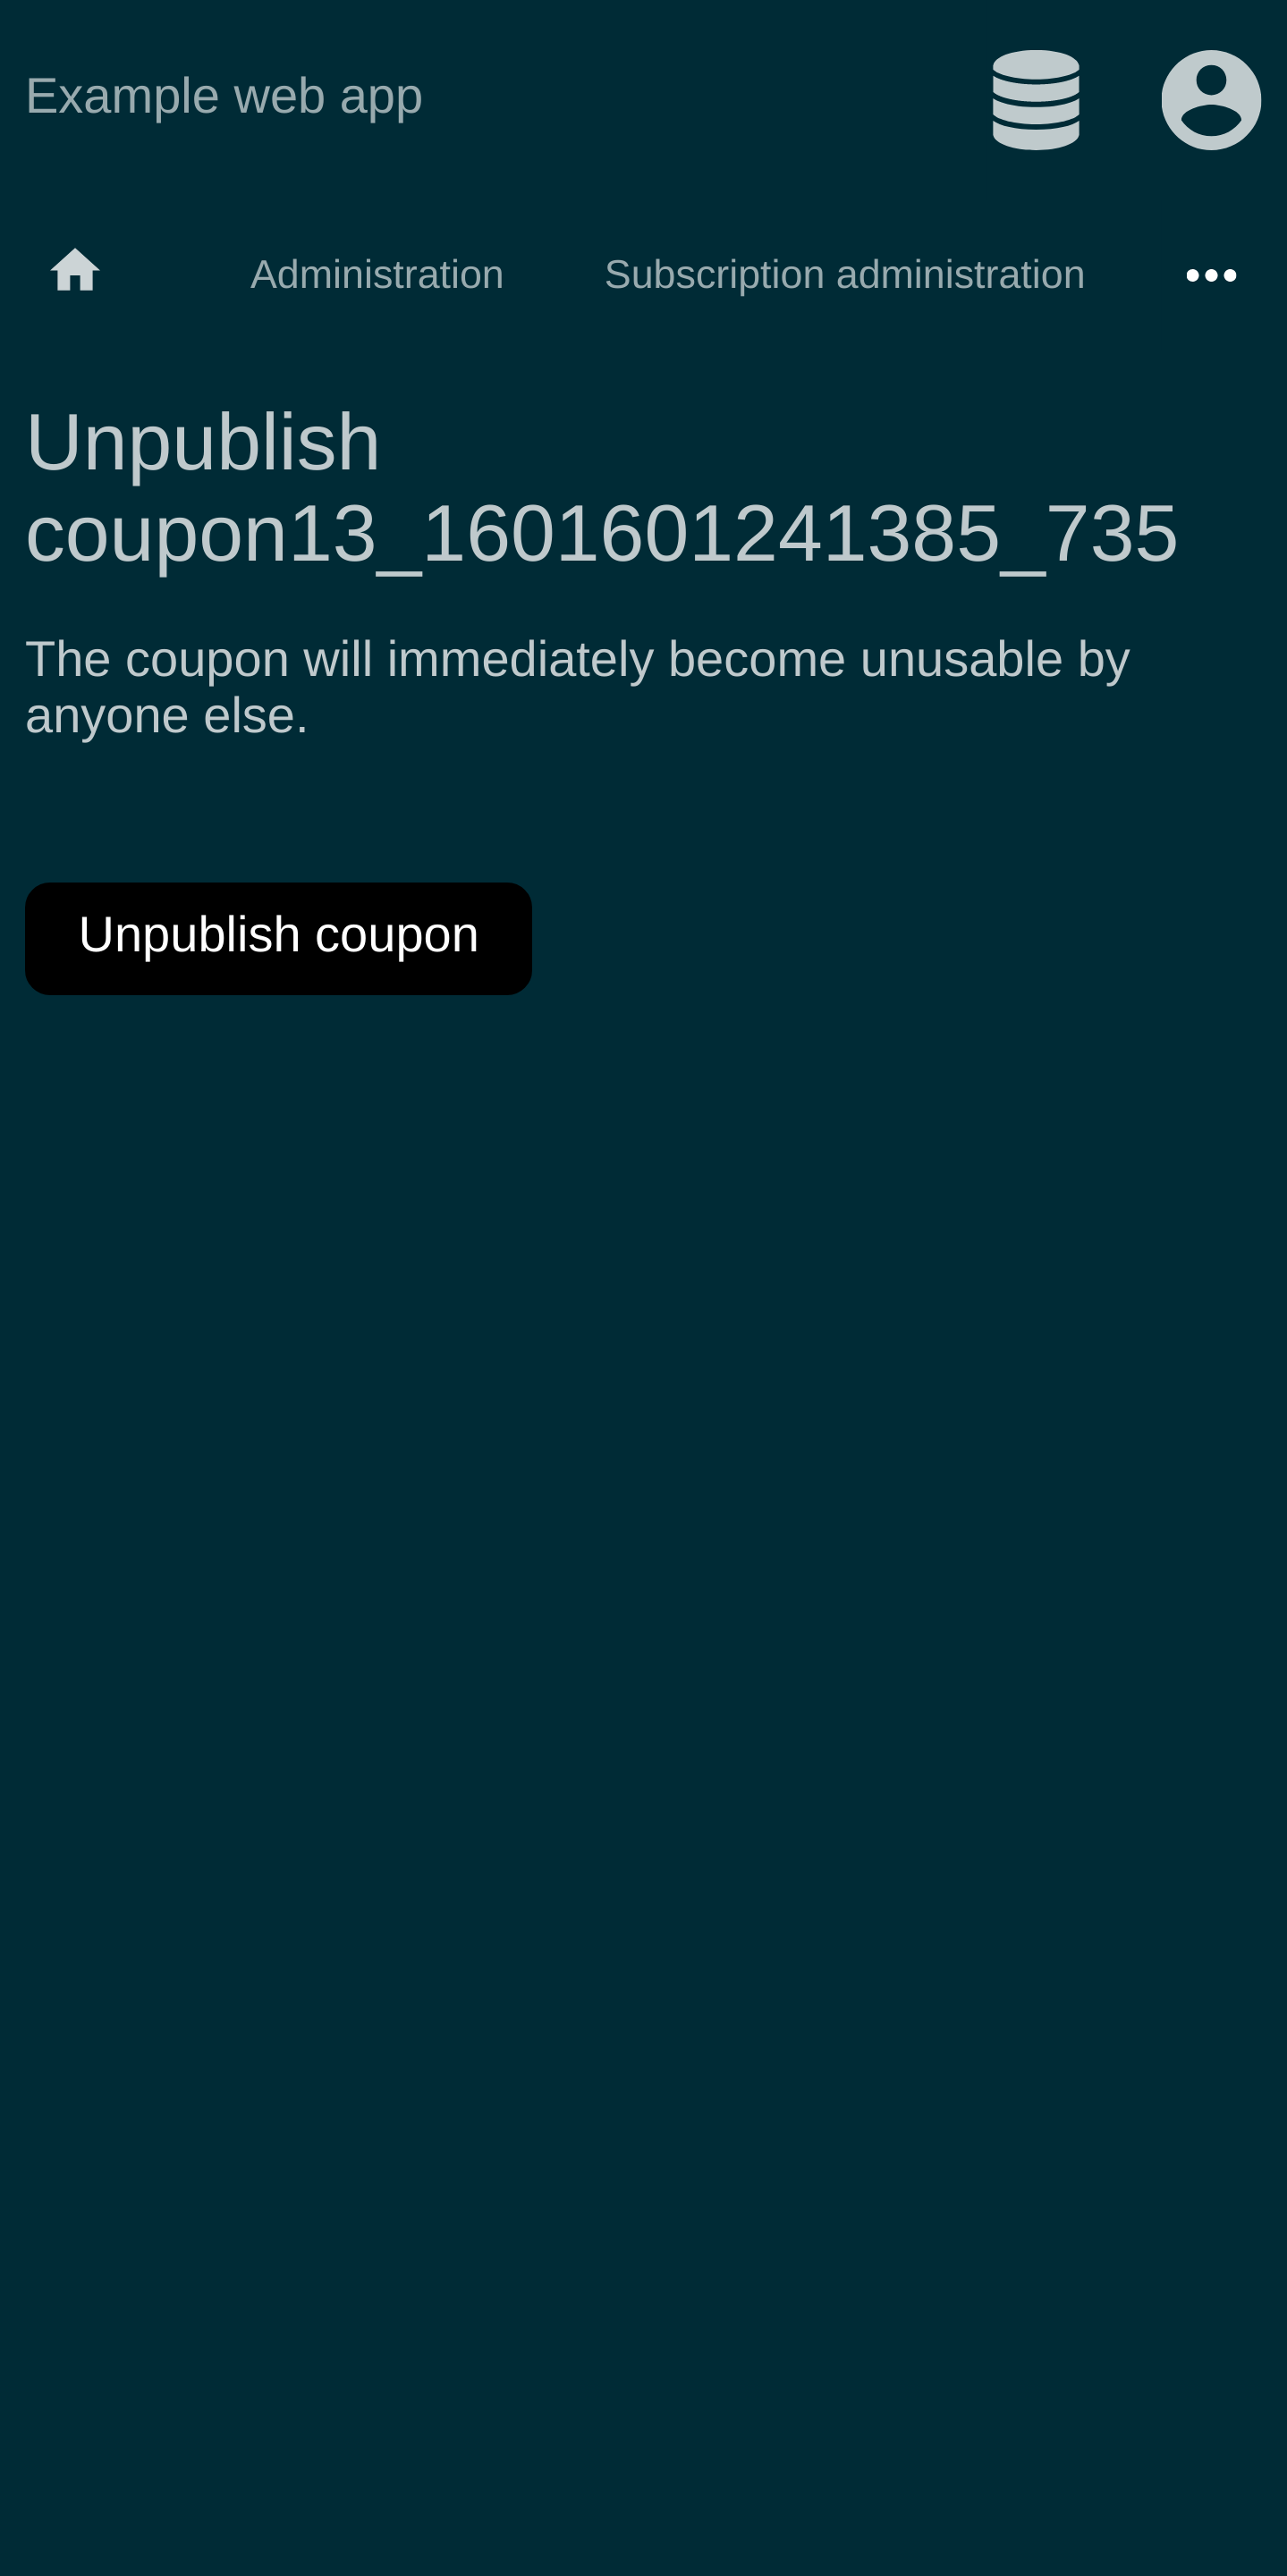 Example web app
Administration Subscription administration
Unpublish
coupon13_1601601241385_735
The coupon will immediately become unusable by
anyone else.
Unpublish coupon